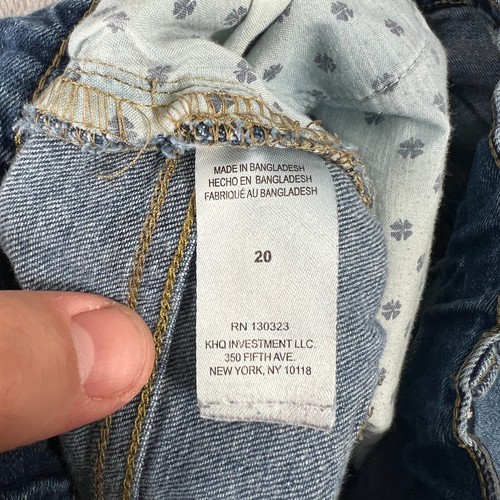 MADE IN BANGLADESH
HECHO EN BANGLADESH
FABRIQUÉ AU BANGLADESH
20
RN 130323
KHQ INVESTMENT LLC.
350 FIFTH AVE.
NEW YORK, NY 10118